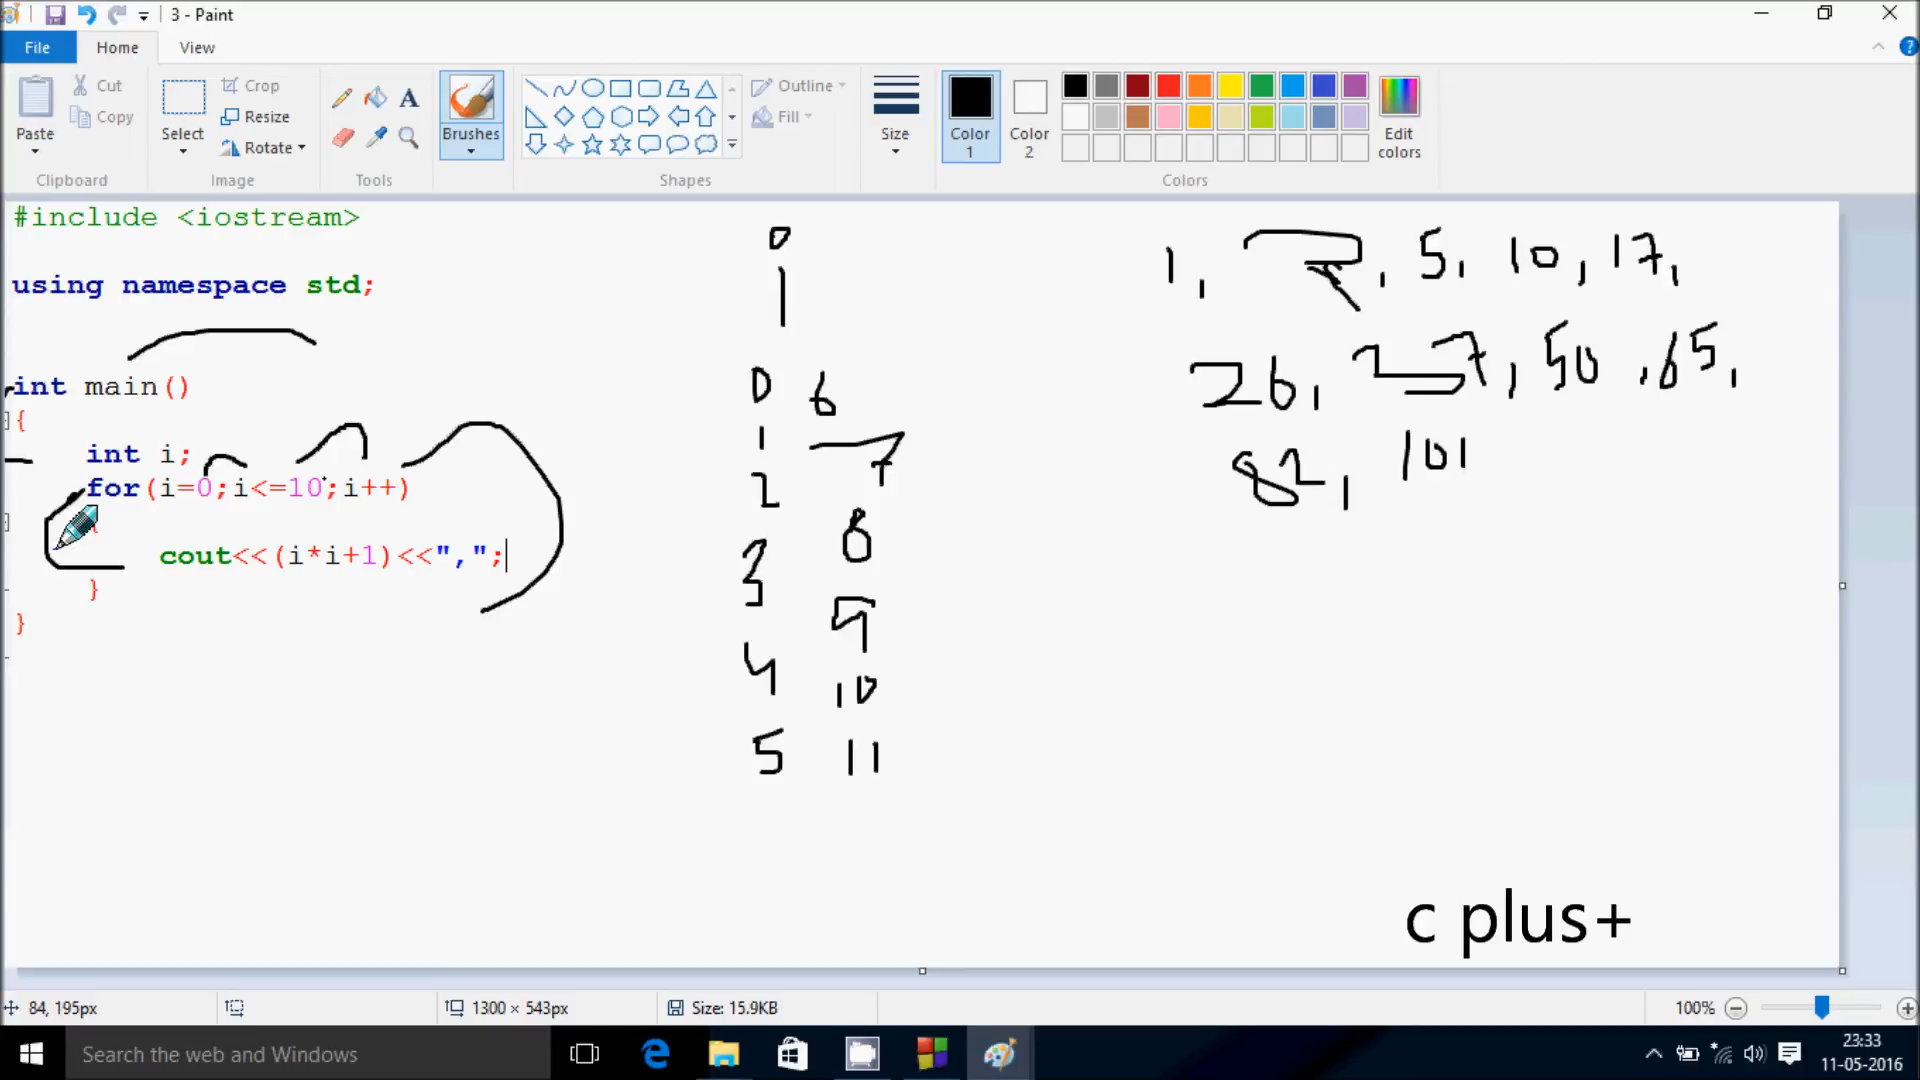 3 - Paint
File Home View
Paste Cut Copy Clipboard
Select Crop Resize Rotate Image
Tools
Brushes
Shapes
Outline Fill
Size
Color 1 Color 2 Edit colors
Colors
#include <iostream>
using namespace std;
int main()
{
int i;
for(i=0;i<=10;i++)
{
cout<<(i*i+1)<<",";
}
}
0
1
0 6
1 7
2 8
3 9
4 10
5 11
1, 2, 5, 10, 17,
26, 37, 50, 65,
82, 101
c plus+
84, 195px
1300 × 543px
Size: 15.9KB
100%
Search the web and Windows
23:33
11-05-2016